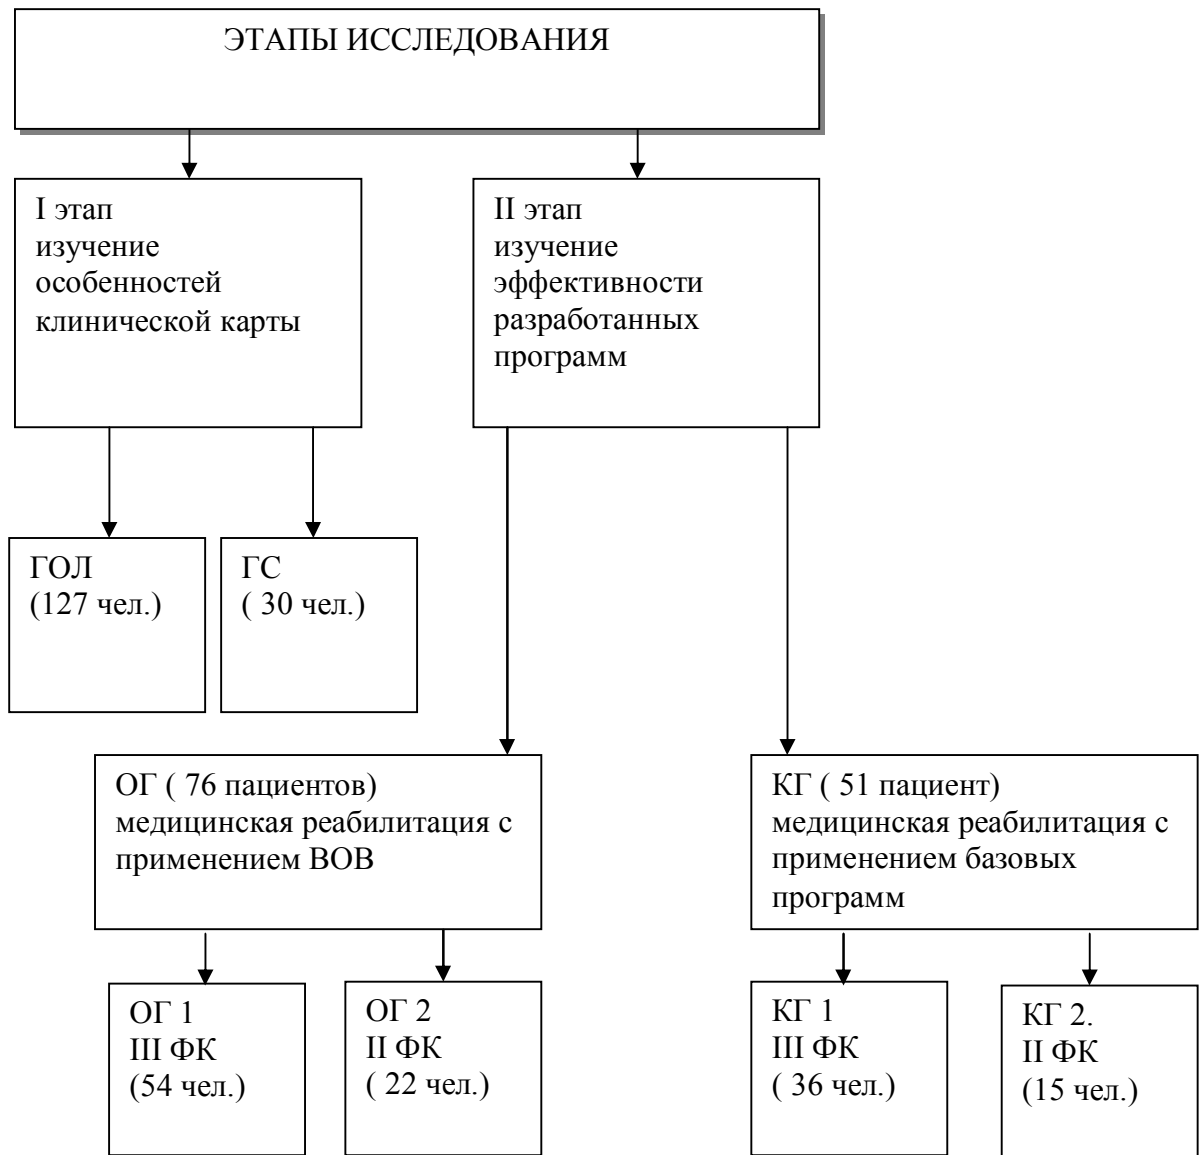 ЭТАПЫ ИССЛЕДОВАНИЯ
I этап
изучение
особенностей
клинической карты
II этап
изучение
эффективности
разработанных
программ
ГОЛ
(127 чел.)
ГС
( 30 чел.)
ОГ ( 76 пациентов)
медицинская реабилитация с
применением ВОВ
КГ ( 51 пациент)
медицинская реабилитация с
применением базовых
программ
ОГ 1
III ФК
(54 чел.)
ОГ 2
II ФК
( 22 чел.)
КГ 1
III ФК
( 36 чел.)
КГ 2.
II ФК
(15 чел.)